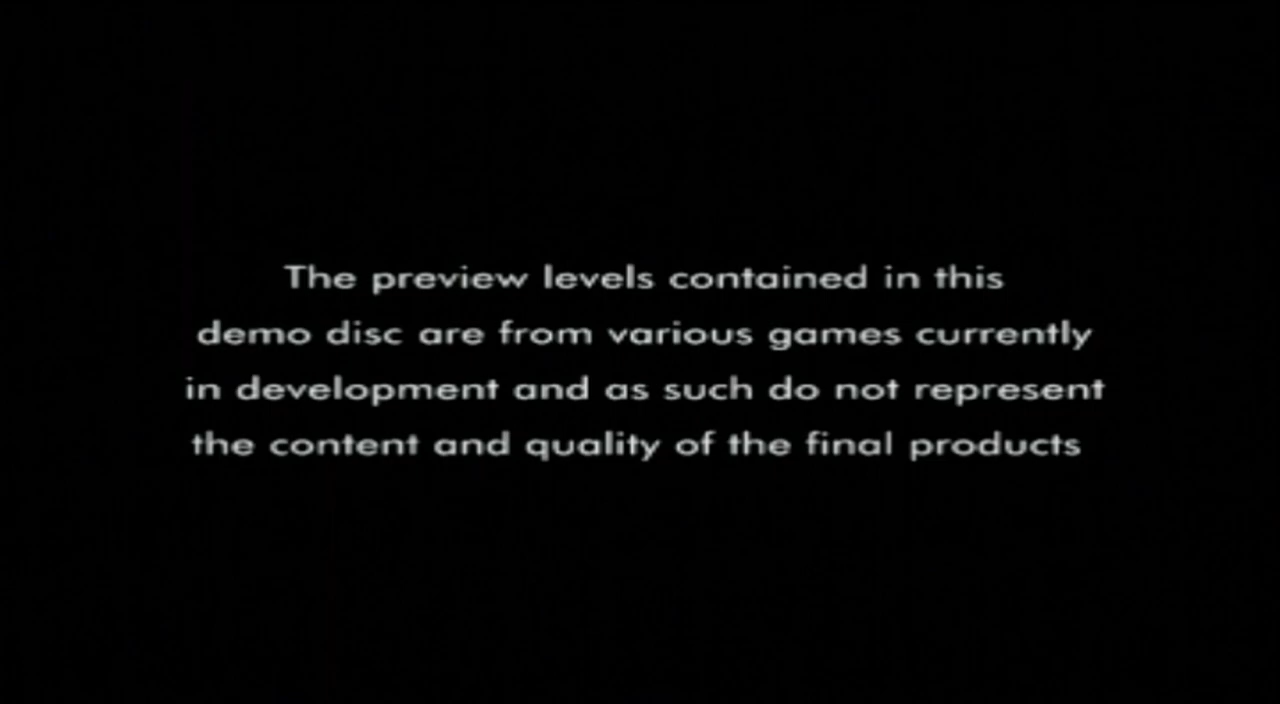 The preview levels contained in this
demo disc are from various games currently
in development and as such do not represent
the content and quality of the final products